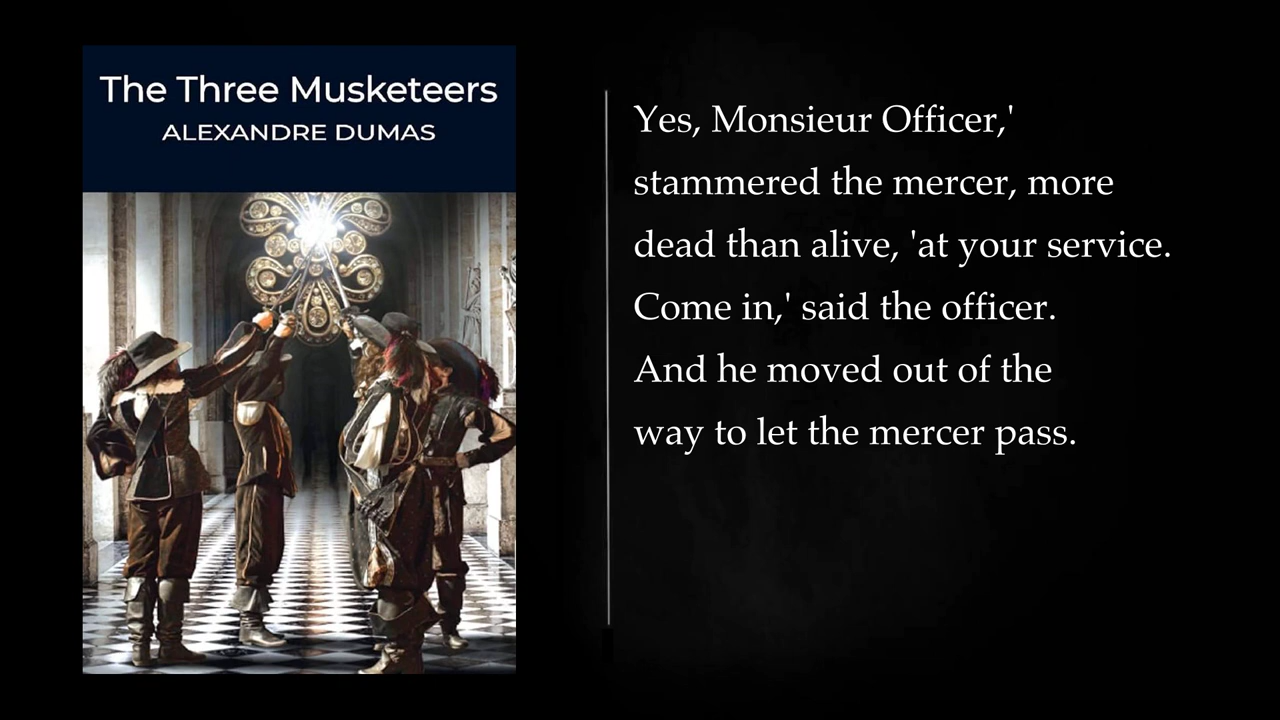 The Three Musketeers
ALEXANDRE DUMAS
Yes, Monsieur Officer,'
stammered the mercer, more
dead than alive, 'at your service.
Come in,' said the officer.
And he moved out of the
way to let the mercer pass.